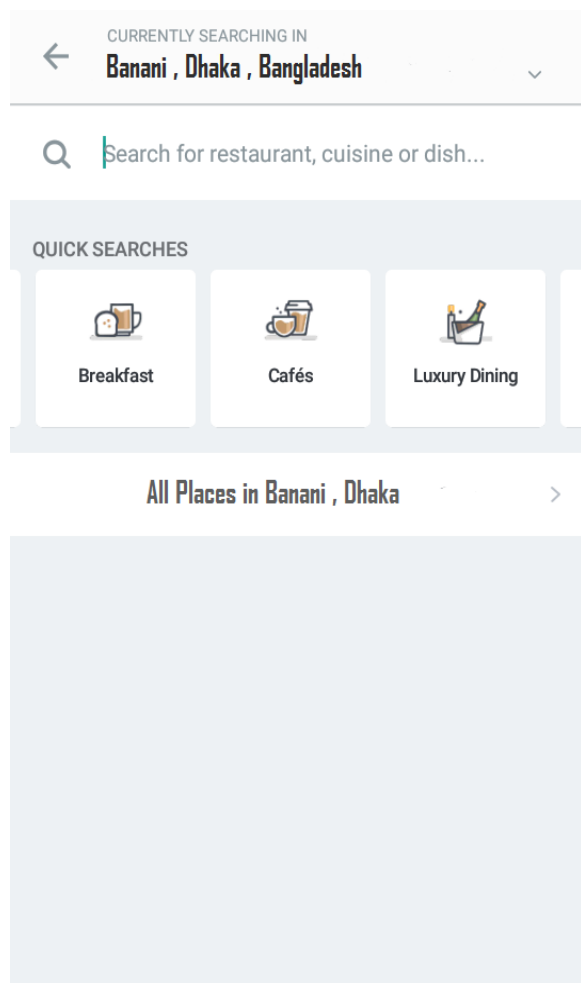 CURRENTLY SEARCHING IN
Banani , Dhaka , Bangladesh
Search for restaurant, cuisine or dish...
QUICK SEARCHES
Breakfast
Cafés
Luxury Dining
All Places in Banani , Dhaka